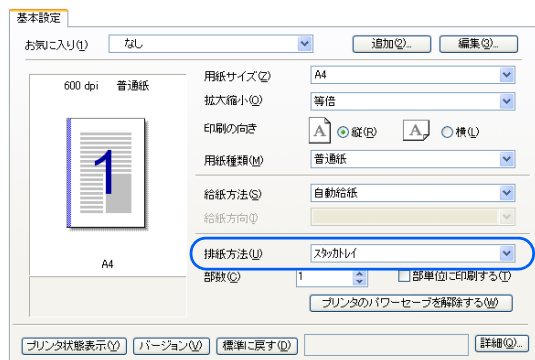 基本設定
お気に入り(1) なし 追加(2)... 編集(3)...
600 dpi 普通紙
1
A4
用紙サイズ(Z) A4
拡大縮小(O) 等倍
印刷の向き A 縦(R) A 横(L)
用紙種類(M) 普通紙
給紙方法(S) 自動給紙
給紙方向(I)
排紙方法(U) スタッカトレイ
部数(C) 1 部単位に印刷する(T)
プリンタのパワーセーブを解除する(W)
プリンタ状態表示(Y) バージョン(V) 標準に戻す(D) 詳細(Q)...